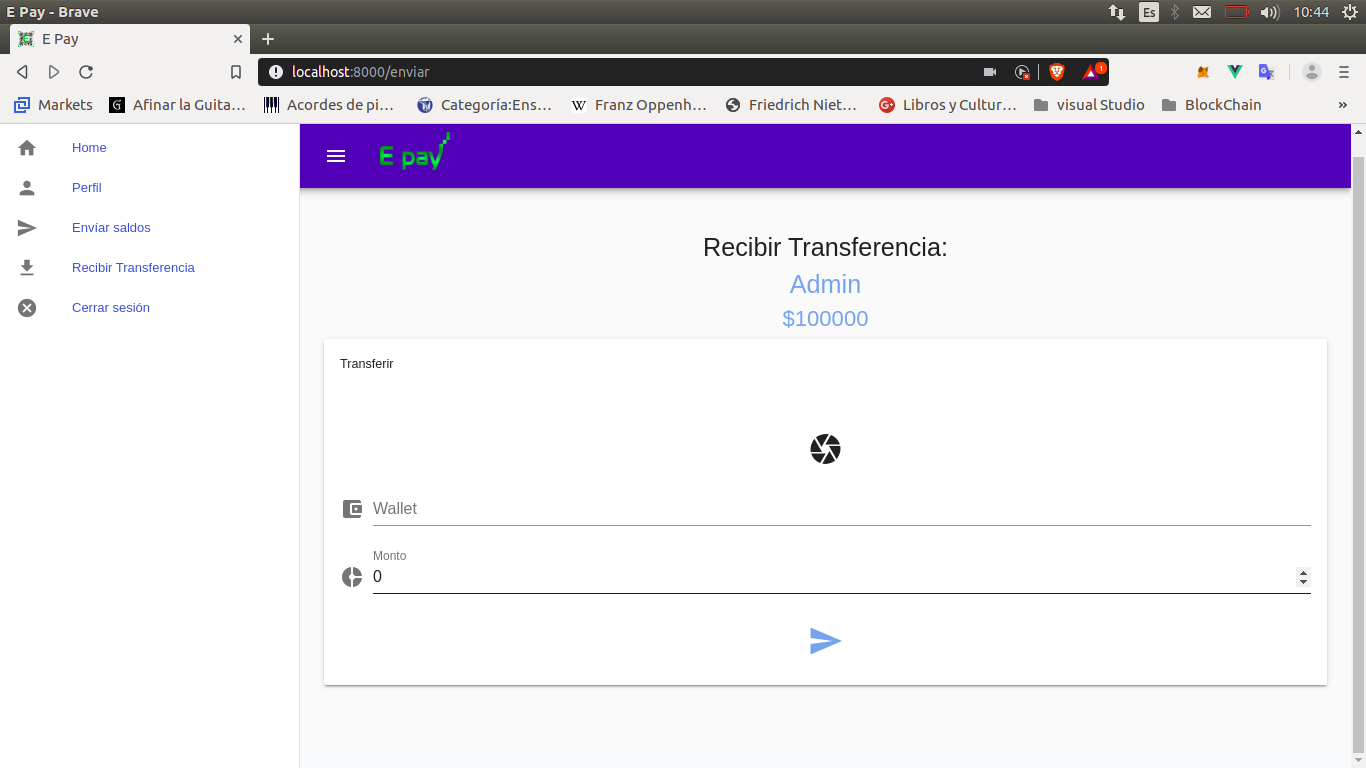 E Pay - Brave
Es
10:44
E Pay
localhost:8000/enviar
1
Markets
Afinar la Guita…
Acordes de pi…
Categoría:Ens…
Franz Oppenh…
Friedrich Niet…
Libros y Cultur…
visual Studio
BlockChain
»
Home
Perfil
Envíar saldos
Recibir Transferencia
Cerrar sesión
E pay
Recibir Transferencia:
Admin
$100000
Transferir
Wallet
Monto
0